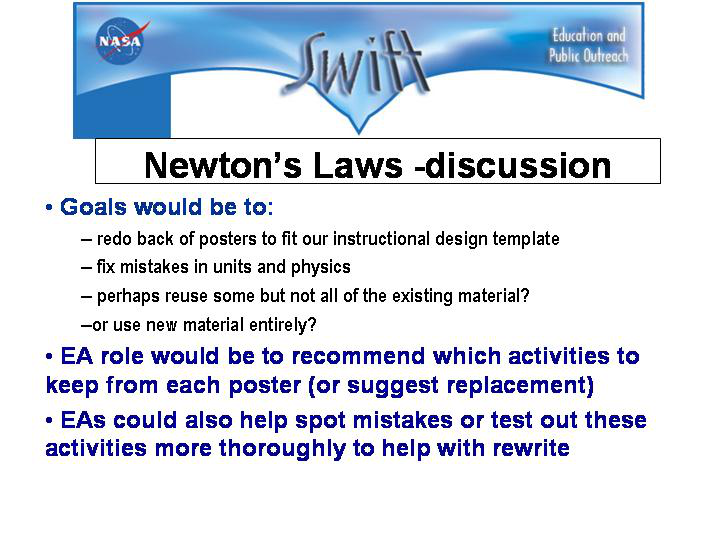 NASA
Swift
Education and
Public Outreach
Newton's Laws -discussion
• Goals would be to:
– redo back of posters to fit our instructional design template
– fix mistakes in units and physics
– perhaps reuse some but not all of the existing material?
–or use new material entirely?
• EA role would be to recommend which activities to
keep from each poster (or suggest replacement)
• EAs could also help spot mistakes or test out these
activities more thoroughly to help with rewrite